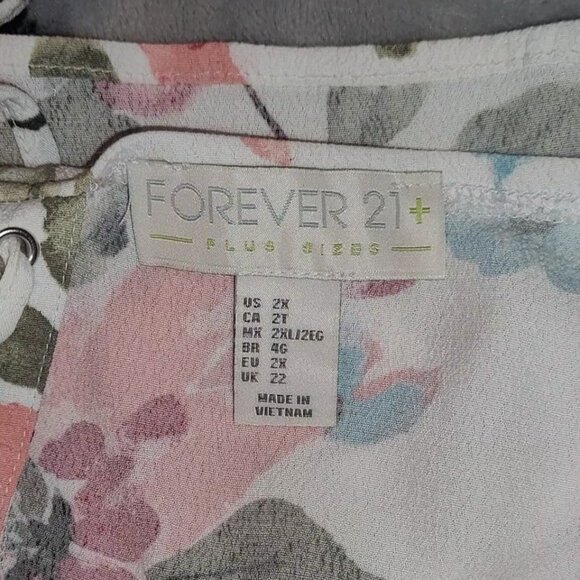 FOREVER 21+
PLUS SIZES
US 2X
CA 2T
MX 2XL/2EG
BR 4G
EU 2X
UK 22
MADE IN
VIETNAM